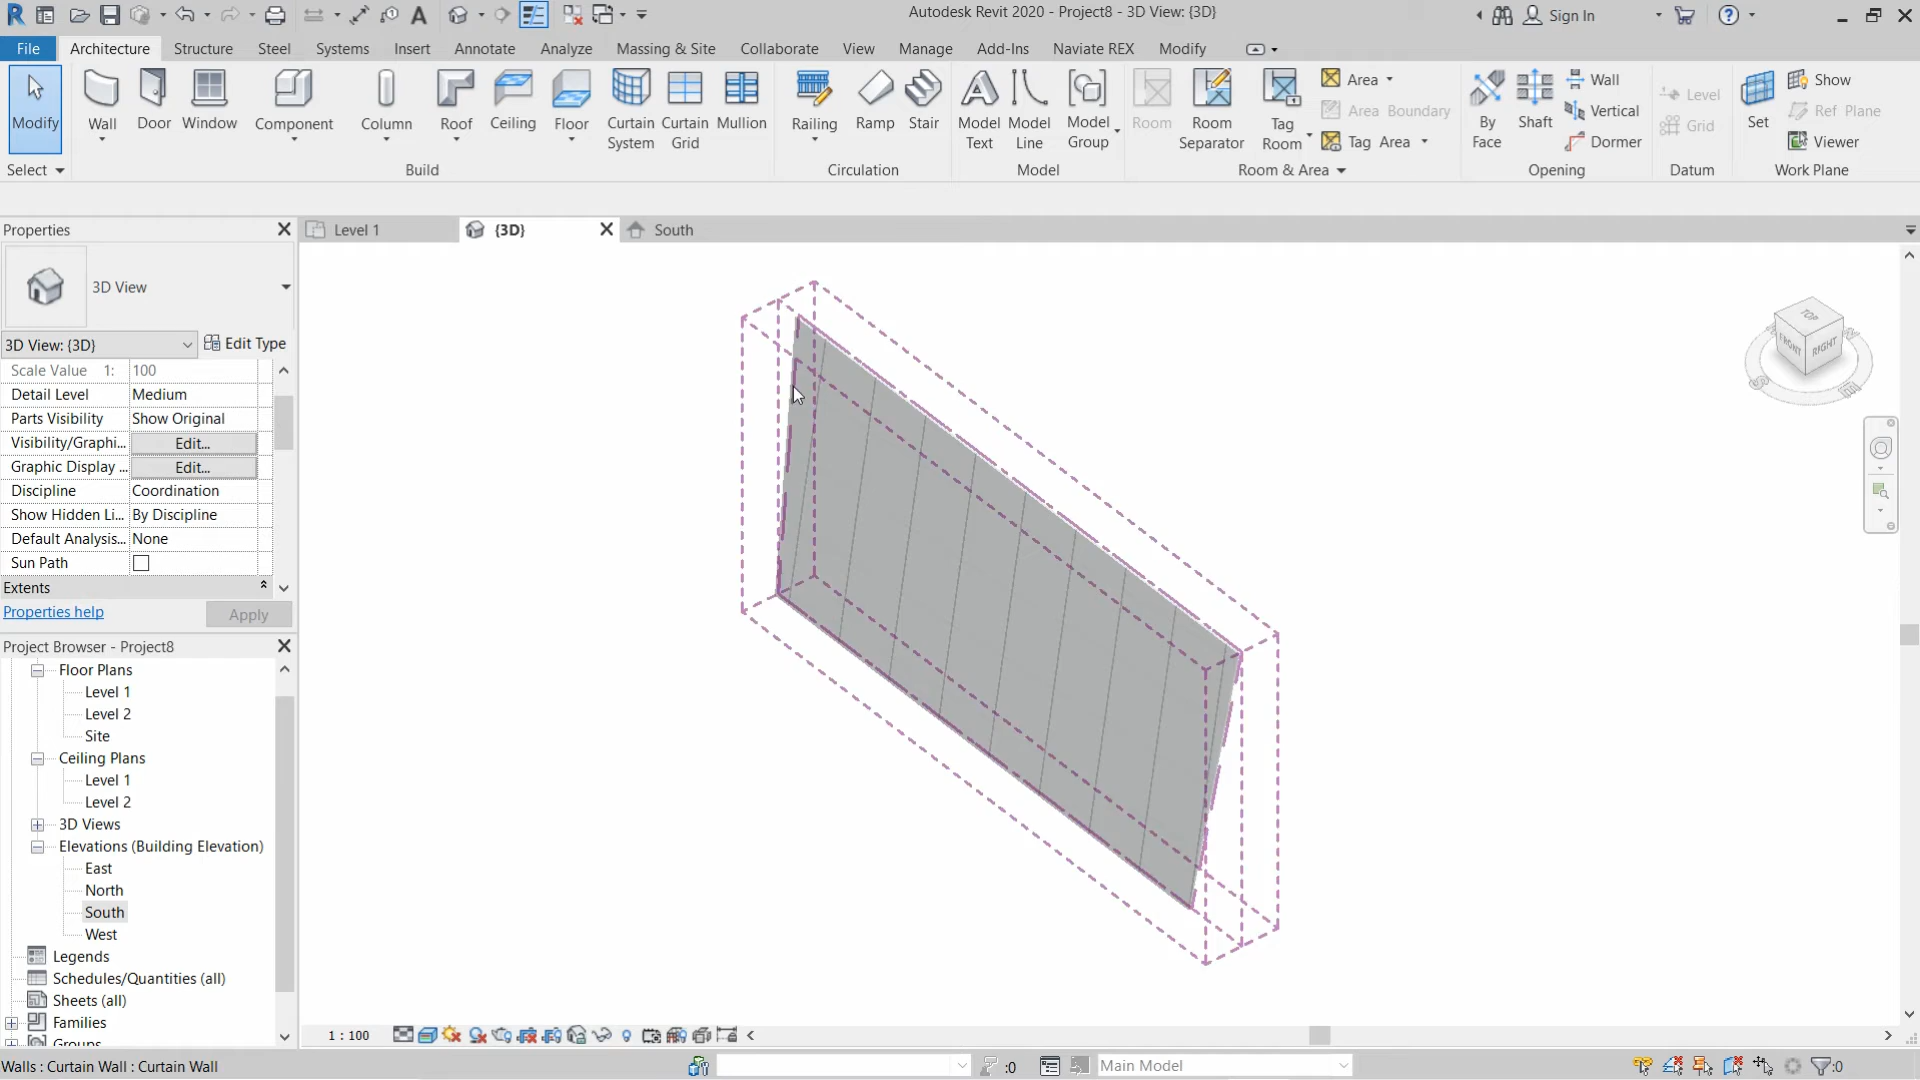 Autodesk Revit 2020 - Project8 - 3D View: {3D}
Sign In
File Architecture Structure Steel Systems Insert Annotate Analyze Massing & Site Collaborate View Manage Add-Ins Naviate REX Modify
Modify
Wall
Door
Window
Component
Column
Roof
Ceiling
Floor
Curtain System
Curtain Grid
Mullion
Railing
Ramp
Stair
Model Text
Model Line
Model Group
Room
Room Separator
Tag Room
Area
Area Boundary
Tag Area
By Face
Shaft
Wall
Vertical
Dormer
Level
Grid
Set
Show
Ref Plane
Viewer
Select Build Circulation Model Room & Area Opening Datum Work Plane
Properties
Level 1 {3D} South
3D View
3D View: {3D} Edit Type
Scale Value 1: 100
Detail Level Medium
Parts Visibility Show Original
Visibility/Graphi... Edit...
Graphic Display ... Edit...
Discipline Coordination
Show Hidden Li... By Discipline
Default Analysis... None
Sun Path
Extents
Properties help Apply
Project Browser - Project8
Floor Plans
Level 1
Level 2
Site
Ceiling Plans
Level 1
Level 2
3D Views
Elevations (Building Elevation)
East
North
South
West
Legends
Schedules/Quantities (all)
Sheets (all)
Families
Groups
TOP
FRONT
RIGHT
1 : 100
Walls : Curtain Wall : Curtain Wall
:0
Main Model
:0